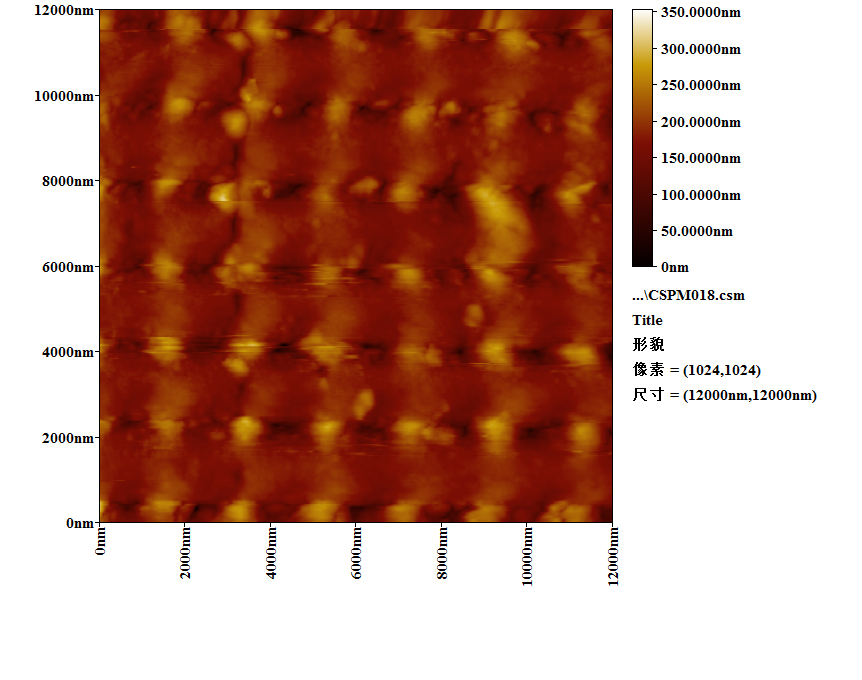 12000nm
10000nm
8000nm
6000nm
4000nm
2000nm
0nm
0nm
2000nm
4000nm
6000nm
8000nm
10000nm
12000nm
350.0000nm
300.0000nm
250.0000nm
200.0000nm
150.0000nm
100.0000nm
50.0000nm
0nm
...\CSPM018.csm
Title
形貌
像素 = (1024,1024)
尺寸 = (12000nm,12000nm)